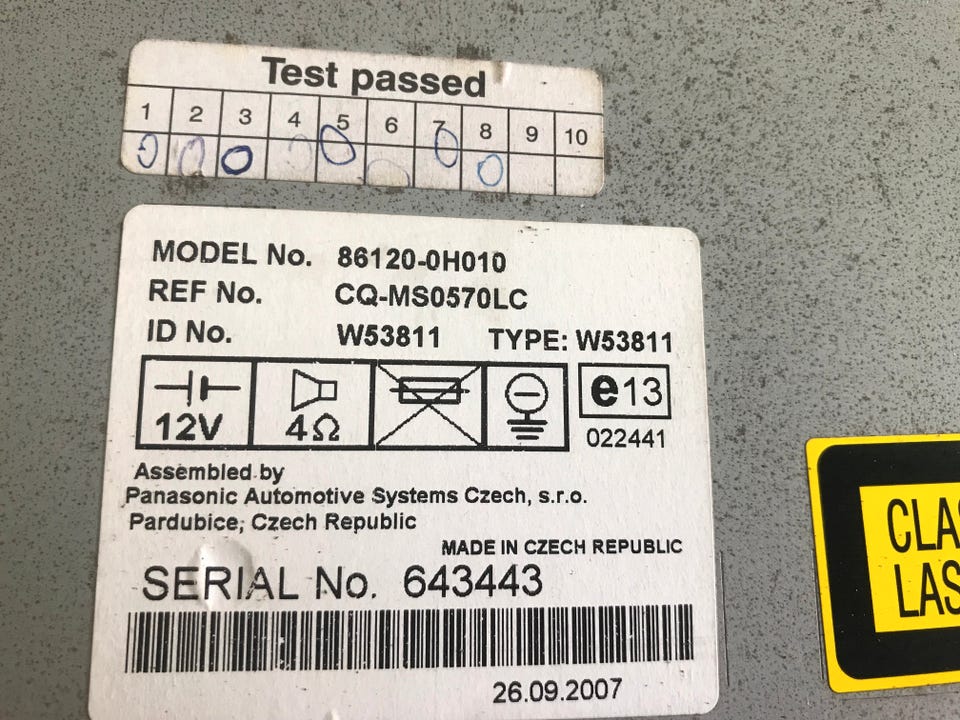 Test passed
1 2 3 4 5 6 7 8 9 10
MODEL No. 86120-0H010
REF No. CQ-MS0570LC
ID No. W53811 TYPE: W53811
12V 4Ω e13
022441
Assembled by
Panasonic Automotive Systems Czech, s.r.o.
Pardubice, Czech Republic
MADE IN CZECH REPUBLIC
SERIAL No. 643443
26.09.2007